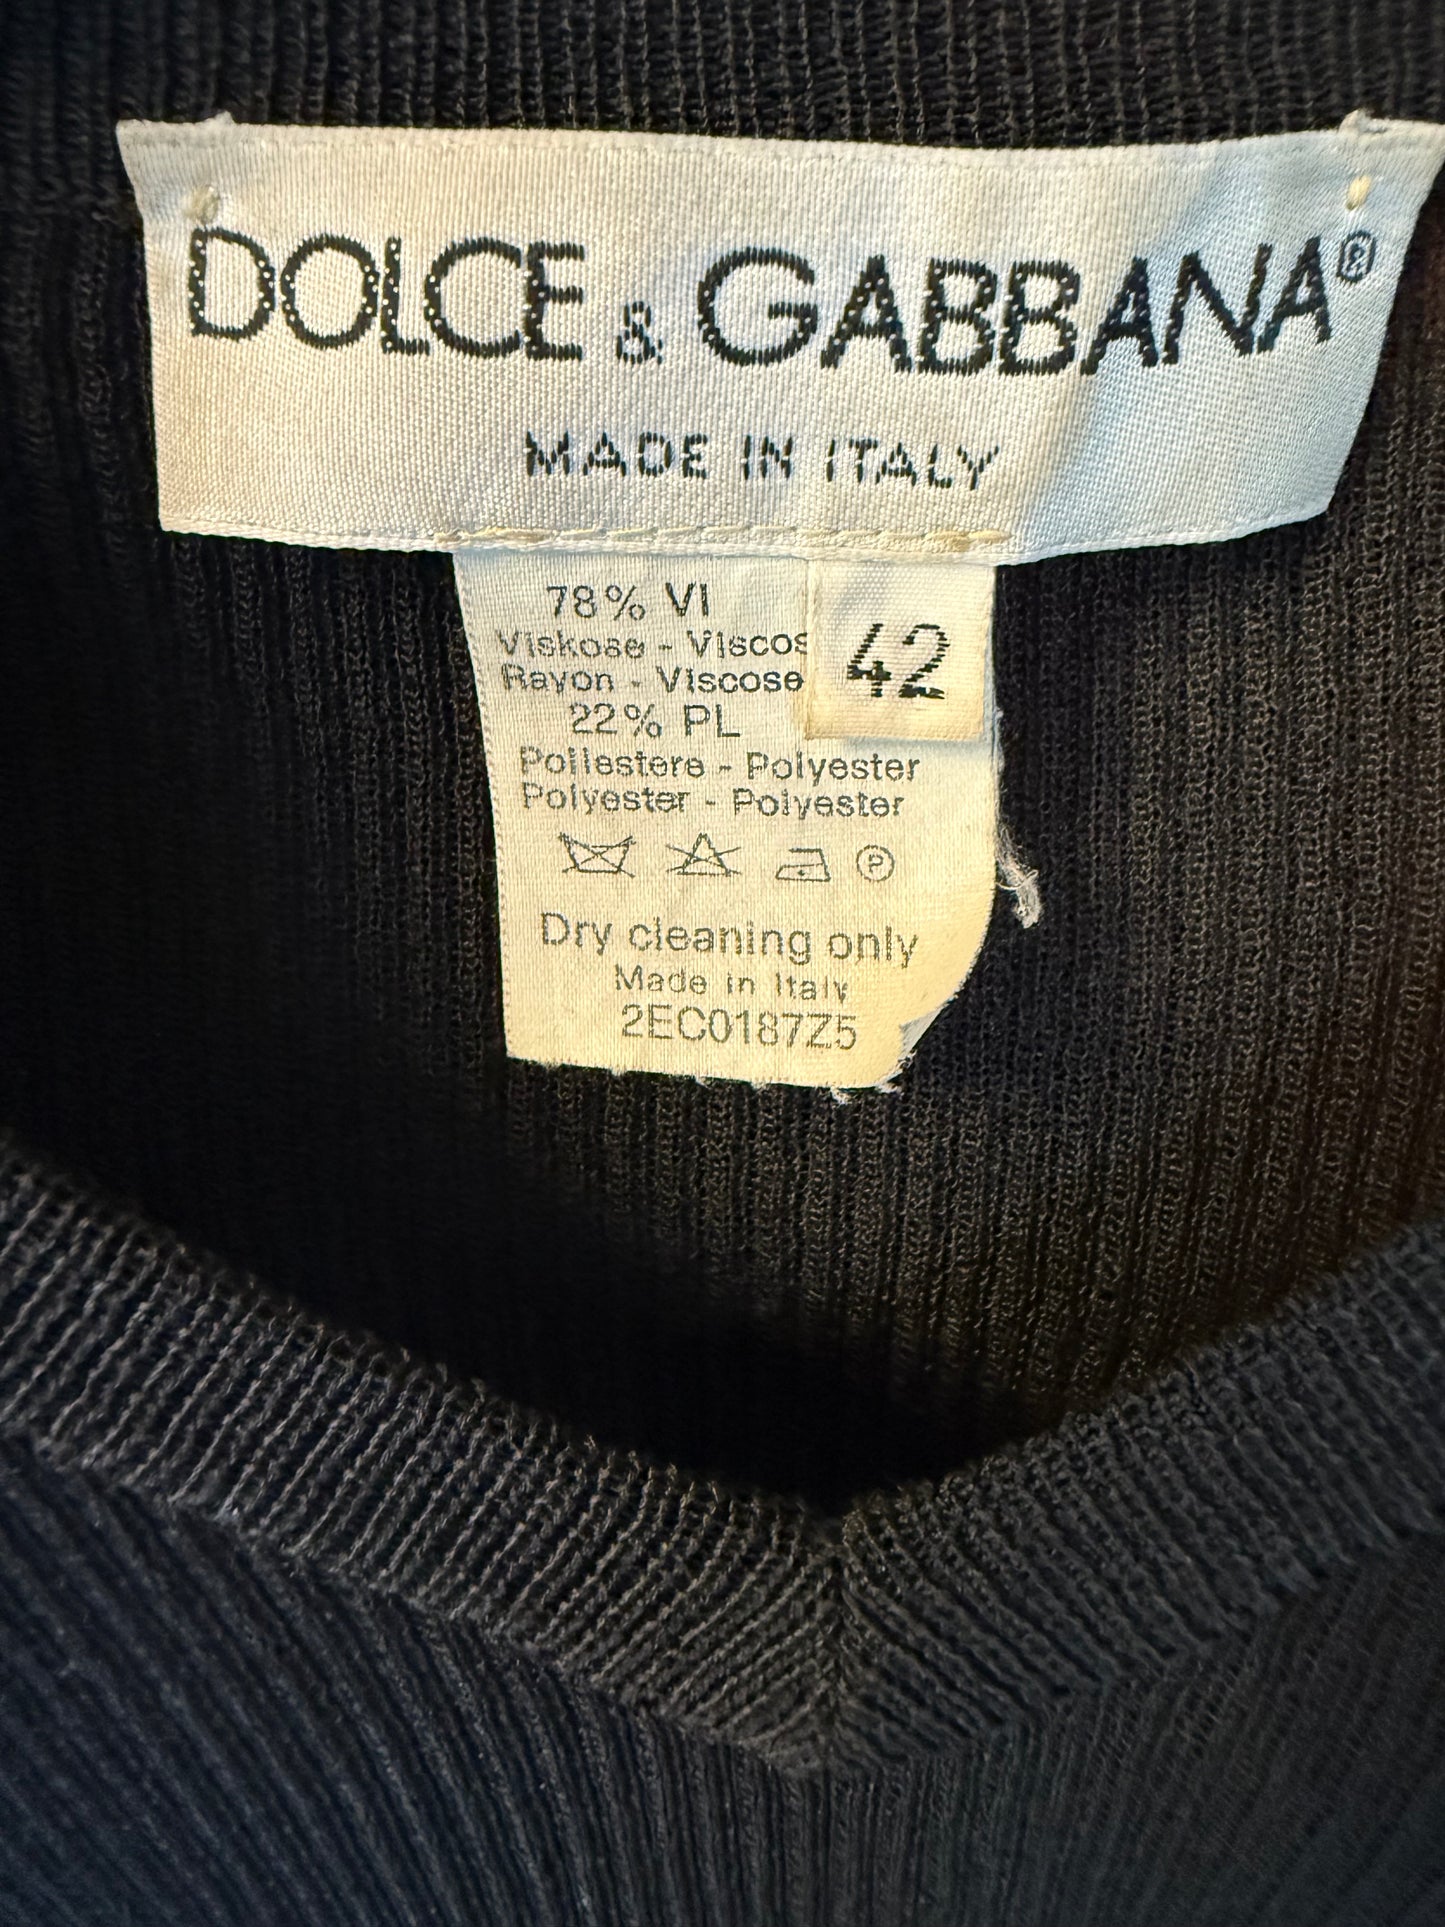 DOLCE & GABBANA®
MADE IN ITALY
78% VI
42
Viskose - Viscos
Rayon - Viscose
22% PL
Poliestere - Polyester
Polyester - Polyester
P
Dry cleaning only
Made in Italy
2EC0187Z5